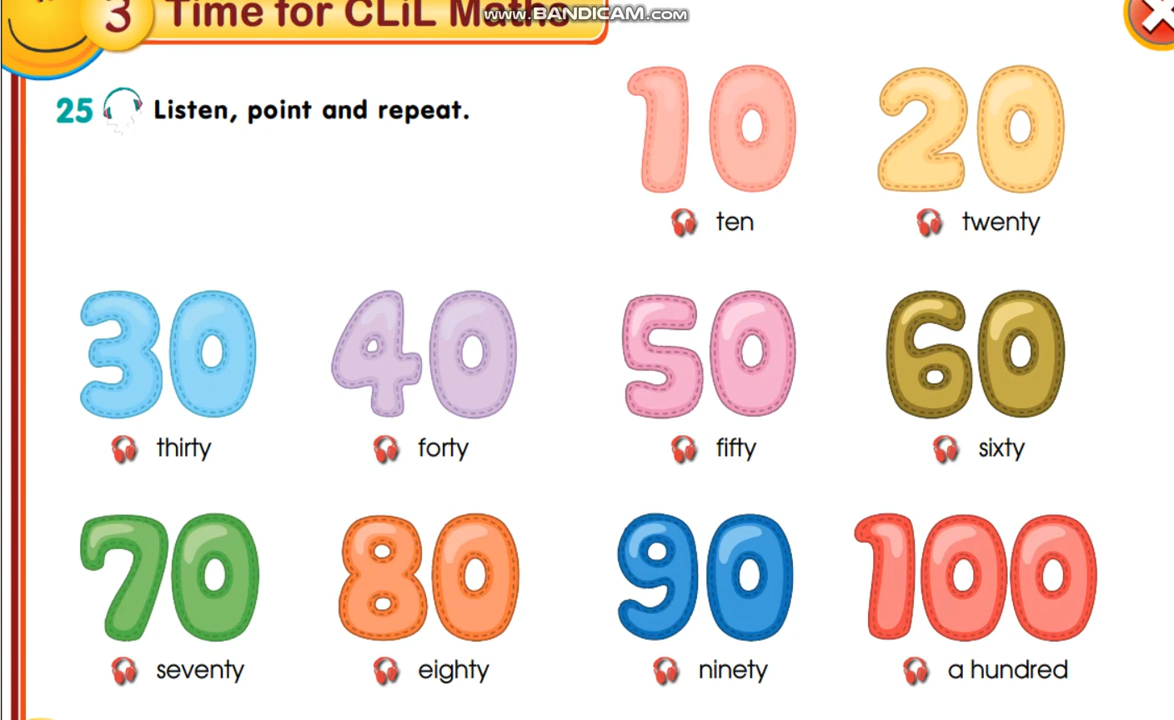 3 Time for CLiL Maths
www.BANDICAM.com
25 Listen, point and repeat.
10 20
ten twenty
30 40 50 60
thirty forty fifty sixty
70 80 90 100
seventy eighty ninety a hundred